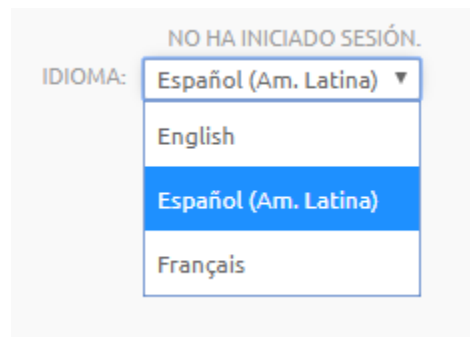 NO HA INICIADO SESIÓN.
IDIOMA: Español (Am. Latina) ▼
English
Español (Am. Latina)
Français